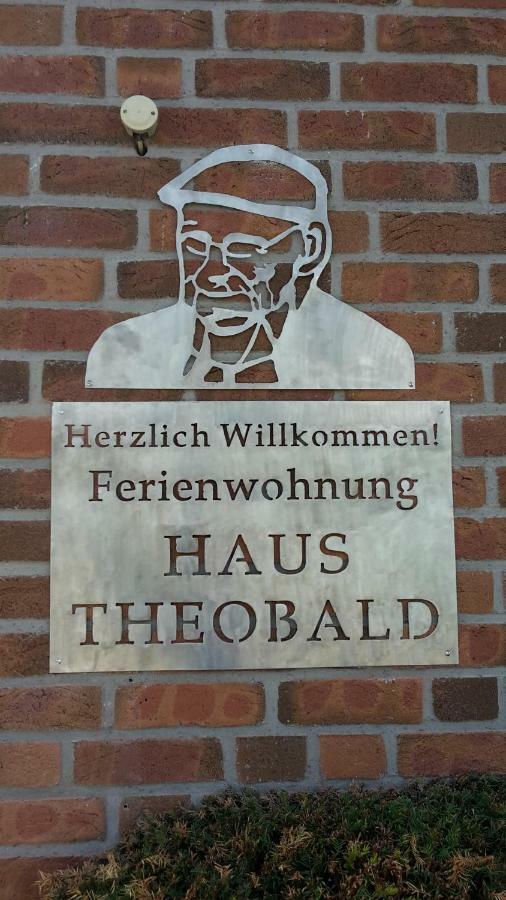 Herzlich Willkommen!
Ferienwohnung
HAUS
THEOBALD